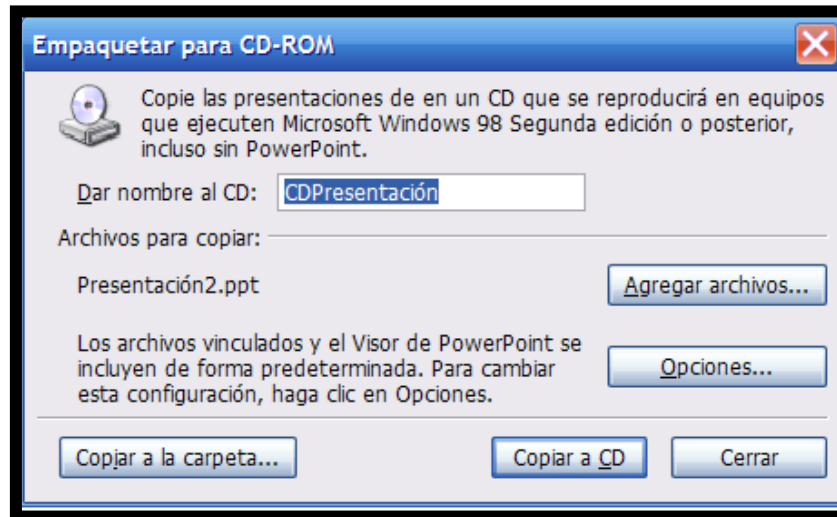 Empaquetar para CD-ROM
Copie las presentaciones de en un CD que se reproducirá en equipos
que ejecuten Microsoft Windows 98 Segunda edición o posterior,
incluso sin PowerPoint.
Dar nombre al CD: CDPresentación
Archivos para copiar:
Presentación2.ppt
Agregar archivos...
Los archivos vinculados y el Visor de PowerPoint se
incluyen de forma predeterminada. Para cambiar
esta configuración, haga clic en Opciones.
Opciones...
Copiar a la carpeta...
Copiar a CD
Cerrar